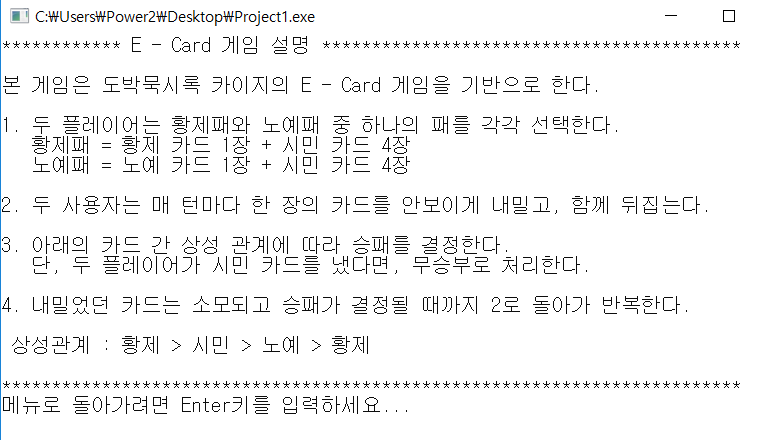 C:₩Users₩Power2₩Desktop₩Project1.exe
************ E - Card 게임 설명 ******************************************
본 게임은 도박묵시록 카이지의 E - Card 게임을 기반으로 한다.
1. 두 플레이어는 황제패와 노예패 중 하나의 패를 각각 선택한다.
황제패 = 황제 카드 1장 + 시민 카드 4장
노예패 = 노예 카드 1장 + 시민 카드 4장
2. 두 사용자는 매 턴마다 한 장의 카드를 안보이게 내밀고, 함께 뒤집는다.
3. 아래의 카드 간 상성 관계에 따라 승패를 결정한다.
단, 두 플레이어가 시민 카드를 냈다면, 무승부로 처리한다.
4. 내밀었던 카드는 소모되고 승패가 결정될 때까지 2로 돌아가 반복한다.
상성관계 : 황제 > 시민 > 노예 > 황제
**************************************************************************
메뉴로 돌아가려면 Enter키를 입력하세요...